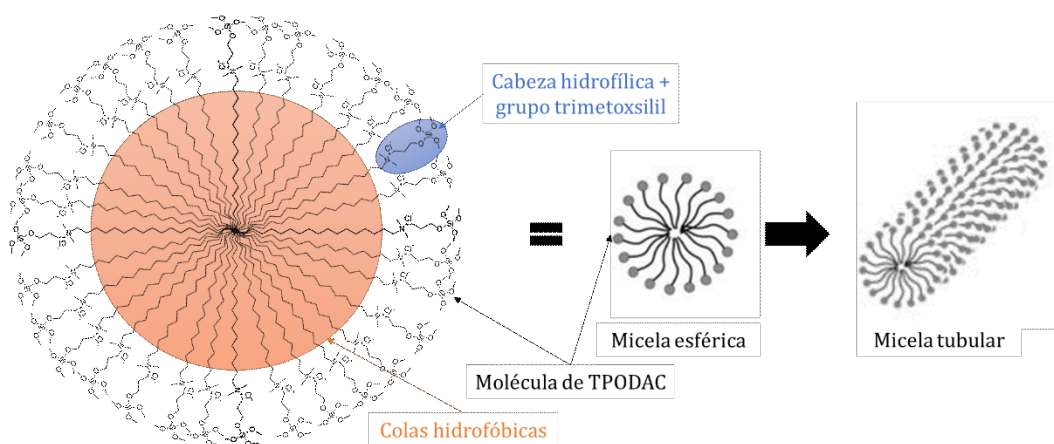 Cabeza hidrofílica +
grupo trimetoxsilil
Micela esférica
Micela tubular
Molécula de TPODAC
Colas hidrofóbicas